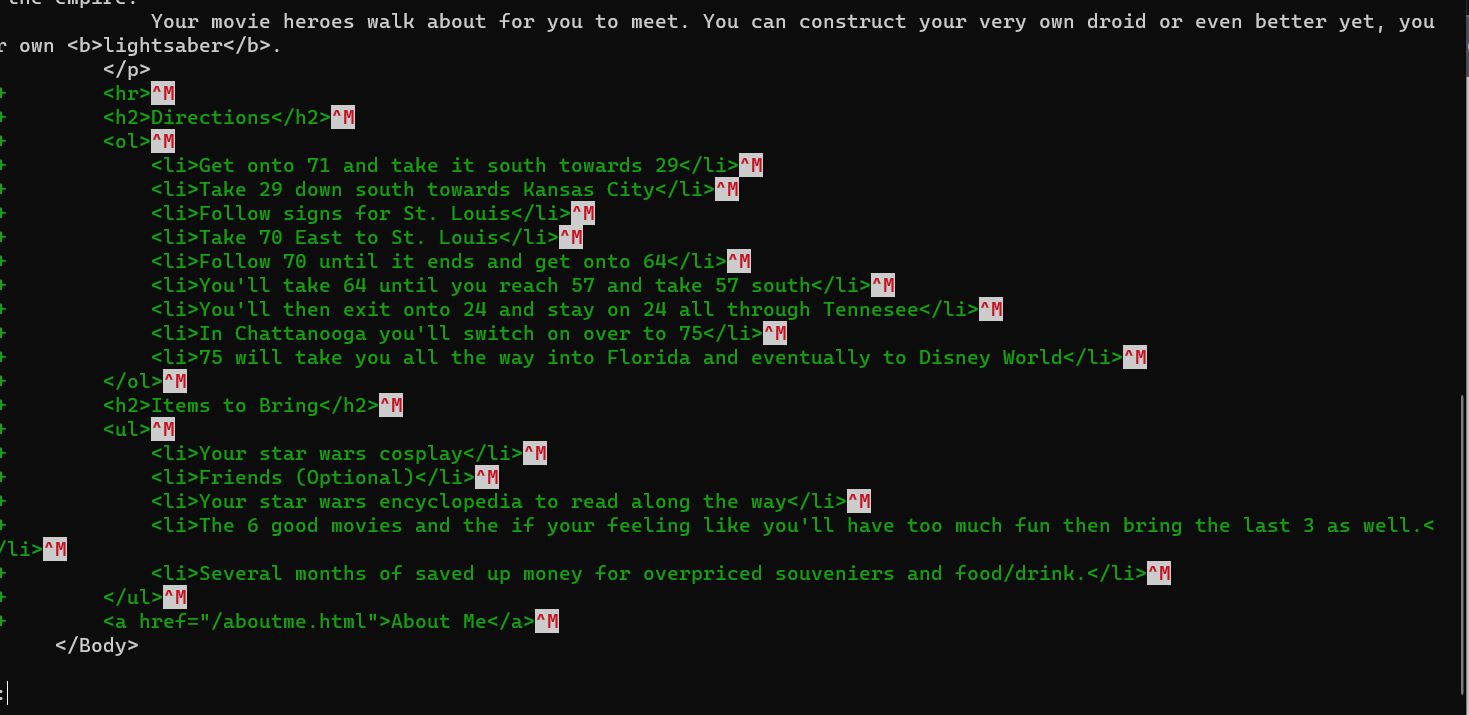 the empire.
            Your movie heroes walk about for you to meet. You can construct your very own droid or even better yet, you
r own <b>lightsaber</b>.
        </p>
+        <hr>^M
+        <h2>Directions</h2>^M
+        <ol>^M
+            <li>Get onto 71 and take it south towards 29</li>^M
+            <li>Take 29 down south towards Kansas City</li>^M
+            <li>Follow signs for St. Louis</li>^M
+            <li>Take 70 East to St. Louis</li>^M
+            <li>Follow 70 until it ends and get onto 64</li>^M
+            <li>You'll take 64 until you reach 57 and take 57 south</li>^M
+            <li>You'll then exit onto 24 and stay on 24 all through Tennesee</li>^M
+            <li>In Chattanooga you'll switch on over to 75</li>^M
+            <li>75 will take you all the way into Florida and eventually to Disney World</li>^M
+        </ol>^M
+        <h2>Items to Bring</h2>^M
+        <ul>^M
+            <li>Your star wars cosplay</li>^M
+            <li>Friends (Optional)</li>^M
+            <li>Your star wars encyclopedia to read along the way</li>^M
+            <li>The 6 good movies and the if your feeling like you'll have too much fun then bring the last 3 as well.<
/li>^M
+            <li>Several months of saved up money for overpriced souveniers and food/drink.</li>^M
+        </ul>^M
+        <a href="/aboutme.html">About Me</a>^M
    </Body>
: